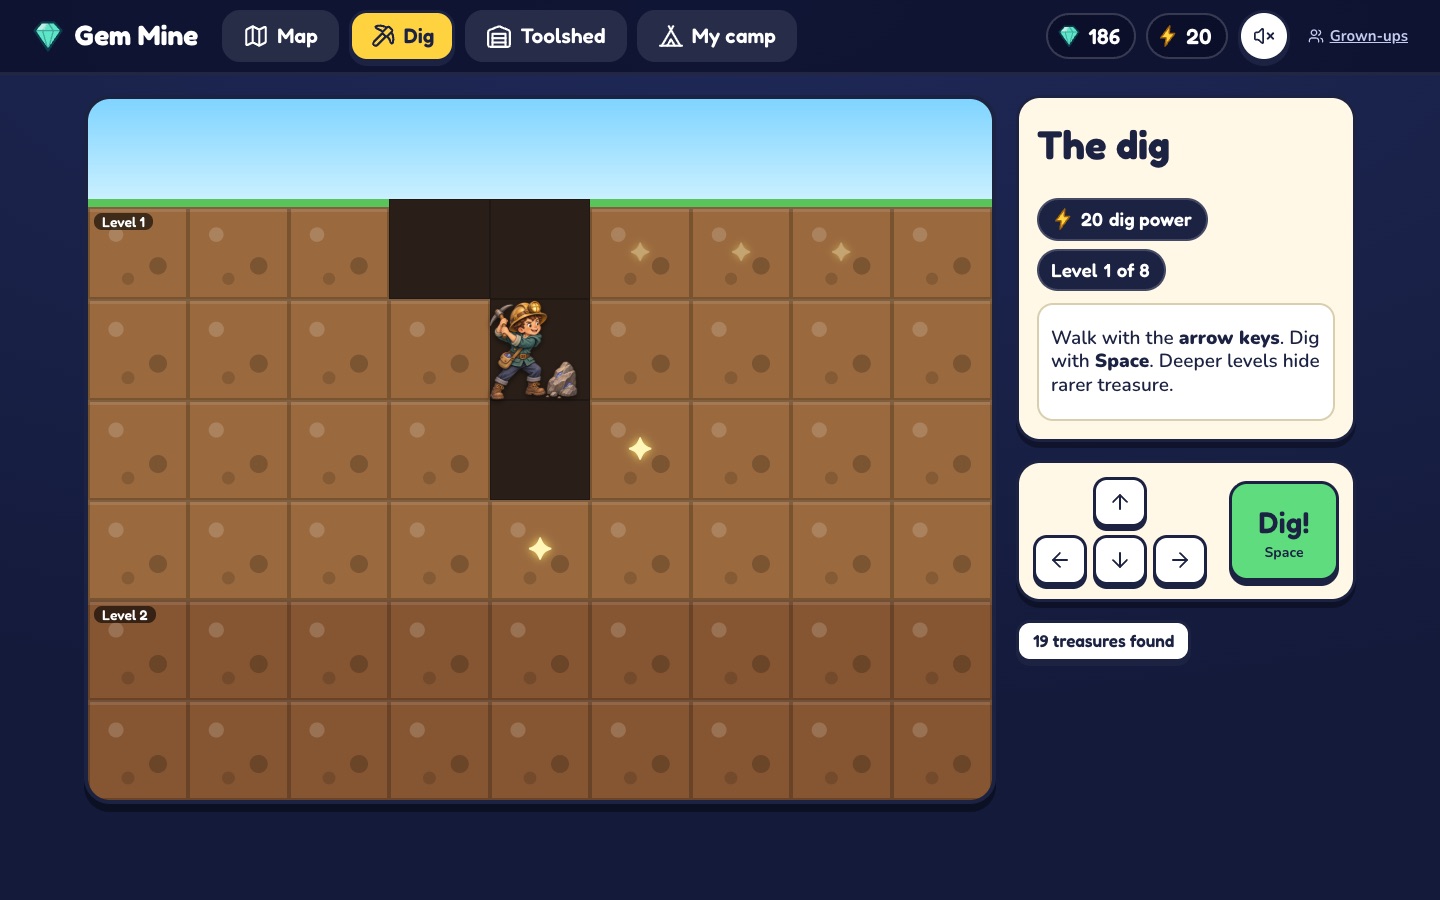 Gem Mine
Map
Dig
Toolshed
My camp
186
20
Grown-ups
Level 1
Level 2
The dig
20 dig power
Level 1 of 8
Walk with the arrow keys. Dig
with Space. Deeper levels hide
rarer treasure.
Dig!
Space
19 treasures found